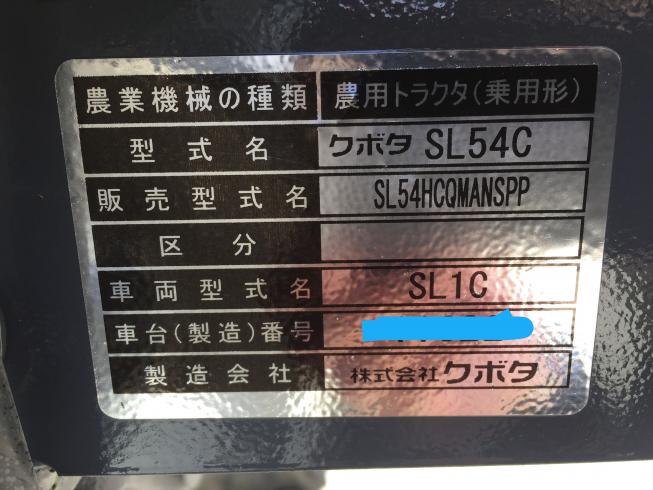 農業機械の種類 農用トラクタ(乗用形)
型式名 クボタ SL54C
販売型式名 SL54HCQMANSPP
区分
車両型式名 SL1C
車台(製造)番号
製造会社 株式会社クボタ